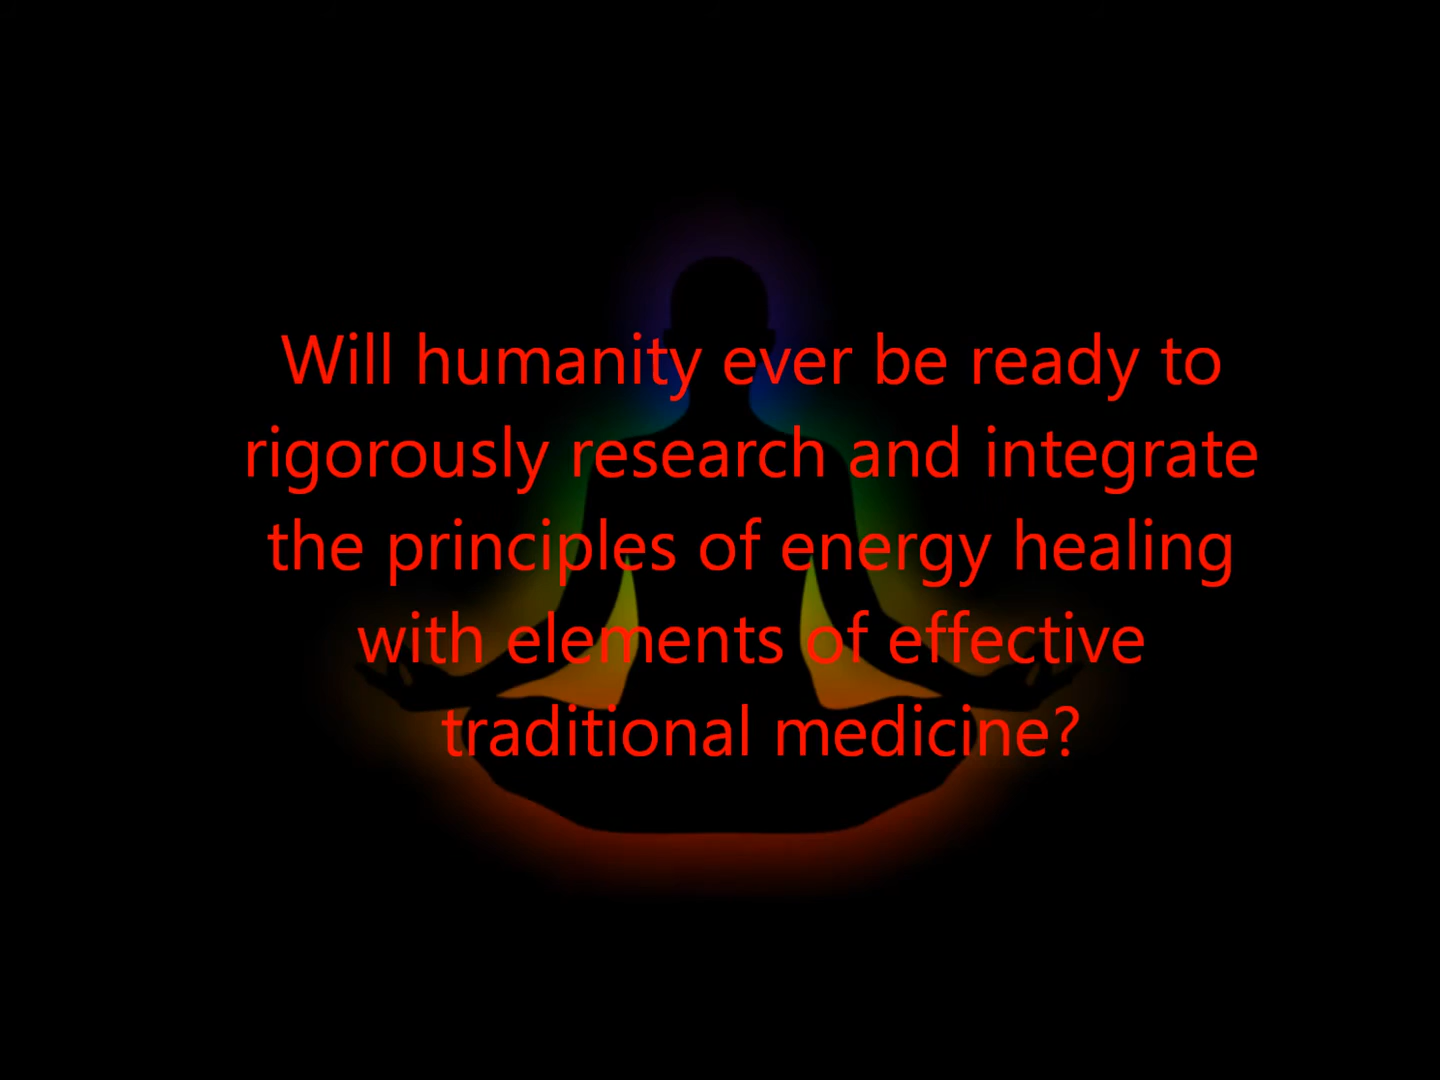 Will humanity ever be ready to
rigorously research and integrate
the principles of energy healing
with elements of effective
traditional medicine?